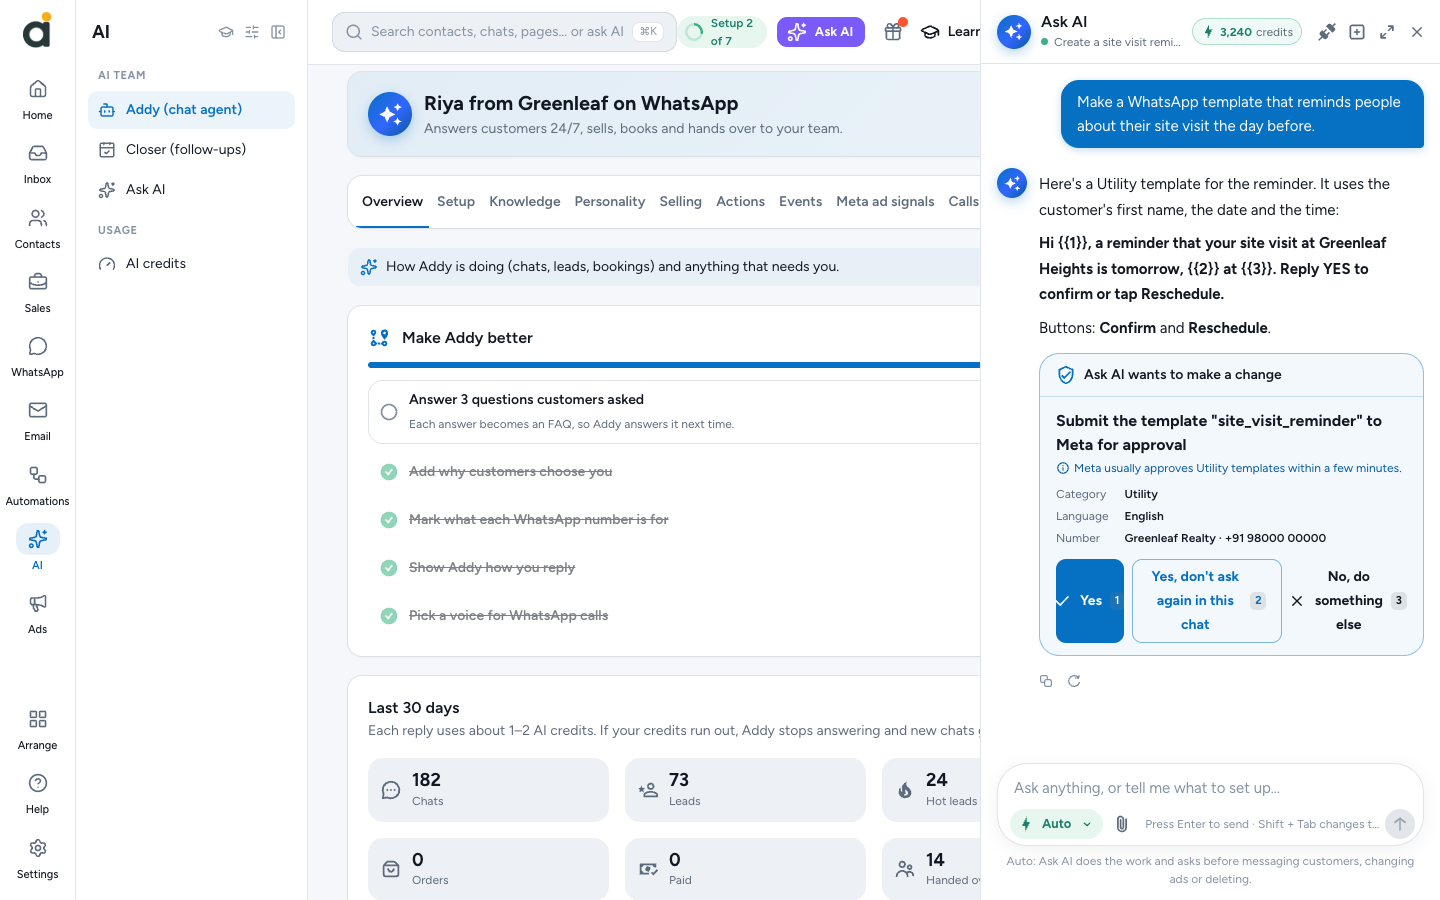 AI
Search contacts, chats, pages... or ask AI
⌘K
Setup 2
of 7
Ask AI
Learn
Home
Inbox
Contacts
Sales
WhatsApp
Email
Automations
AI
Ads
Arrange
Help
Settings
AI TEAM
Addy (chat agent)
Closer (follow-ups)
Ask AI
USAGE
AI credits
Riya from Greenleaf on WhatsApp
Answers customers 24/7, sells, books and hands over to your team.
Overview Setup Knowledge Personality Selling Actions Events Meta ad signals Calls
How Addy is doing (chats, leads, bookings) and anything that needs you.
Make Addy better
Answer 3 questions customers asked
Each answer becomes an FAQ, so Addy answers it next time.
Add why customers choose you
Mark what each WhatsApp number is for
Show Addy how you reply
Pick a voice for WhatsApp calls
Last 30 days
Each reply uses about 1–2 AI credits. If your credits run out, Addy stops answering and new chats
182
Chats
73
Leads
24
Hot leads
0
Orders
0
Paid
14
Handed
Ask AI
Create a site visit remi...
3,240 credits
Make a WhatsApp template that reminds people
about their site visit the day before.
Here's a Utility template for the reminder. It uses the
customer's first name, the date and the time:
Hi {{1}}, a reminder that your site visit at Greenleaf
Heights is tomorrow, {{2}} at {{3}}. Reply YES to
confirm or tap Reschedule.
Buttons: Confirm and Reschedule.
Ask AI wants to make a change
Submit the template "site_visit_reminder" to
Meta for approval
Meta usually approves Utility templates within a few minutes.
Category Utility
Language English
Number Greenleaf Realty · +91 98000 00000
Yes 1
Yes, don't ask
again in this
chat
2
No, do
something
else
3
Ask anything, or tell me what to set up...
Auto
Press Enter to send · Shift + Tab changes t...
Auto: Ask AI does the work and asks before messaging customers, changing
ads or deleting.